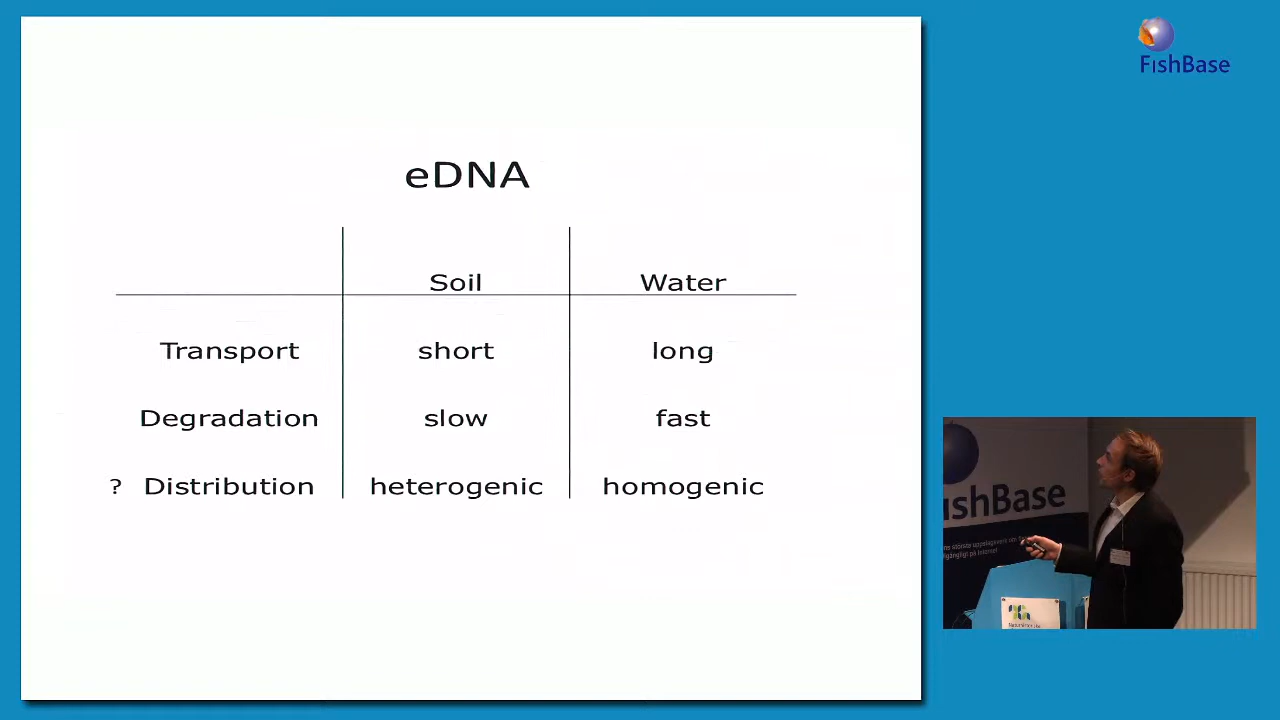 FishBase
eDNA
Soil Water
Transport short long
Degradation slow fast
? Distribution heterogenic homogenic
ishBase